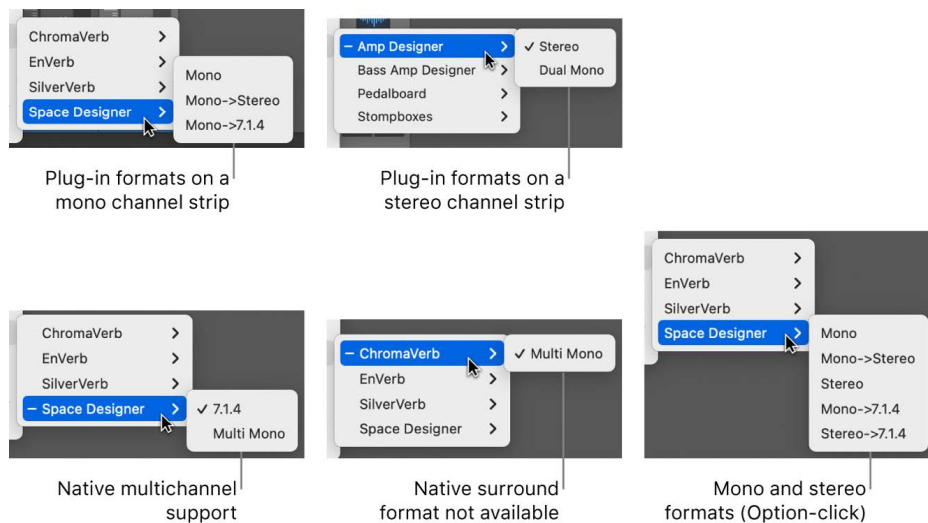 ChromaVerb
EnVerb
SilverVerb
Space Designer
Mono
Mono->Stereo
Mono->7.1.4
Plug-in formats on a
mono channel strip
– Amp Designer
Bass Amp Designer
Pedalboard
Stompboxes
✓ Stereo
Dual Mono
Plug-in formats on a
stereo channel strip
ChromaVerb
EnVerb
SilverVerb
– Space Designer
✓ 7.1.4
Multi Mono
Native multichannel
support
– ChromaVerb
EnVerb
SilverVerb
Space Designer
✓ Multi Mono
Native surround
format not available
ChromaVerb
EnVerb
SilverVerb
Space Designer
Mono
Mono->Stereo
Stereo
Mono->7.1.4
Stereo->7.1.4
Mono and stereo
formats (Option-click)